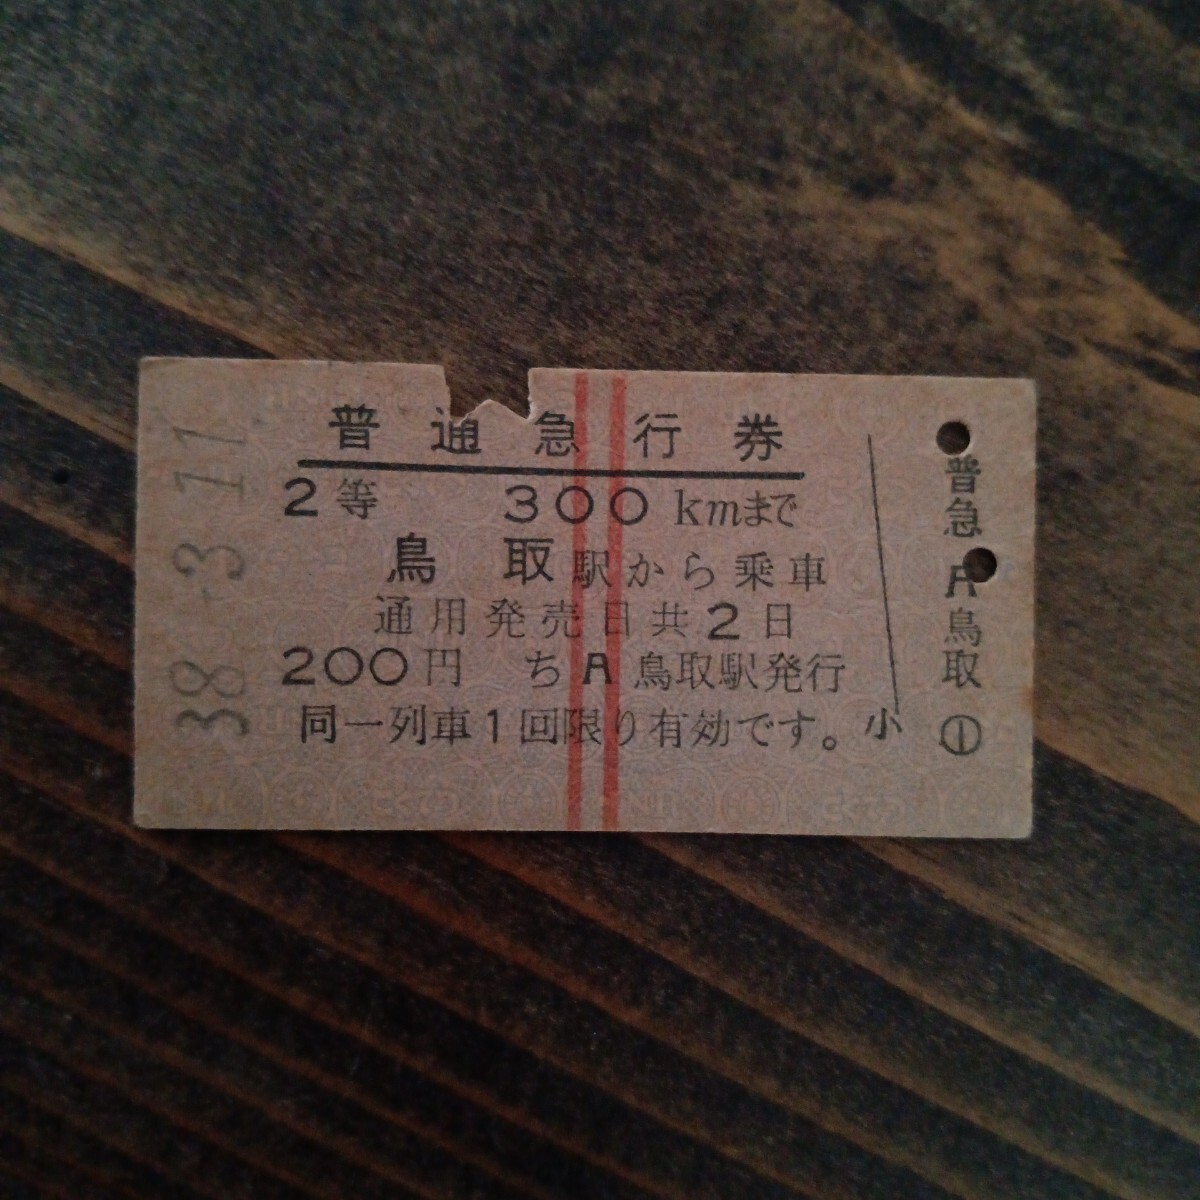 38.-3.11
普通急行券
2等 300kmまで
鳥取駅から乗車
通用発売日共2日
200円 ち A 鳥取駅発行
同一列車1回限り有効です。
小
普急
A
鳥取
①